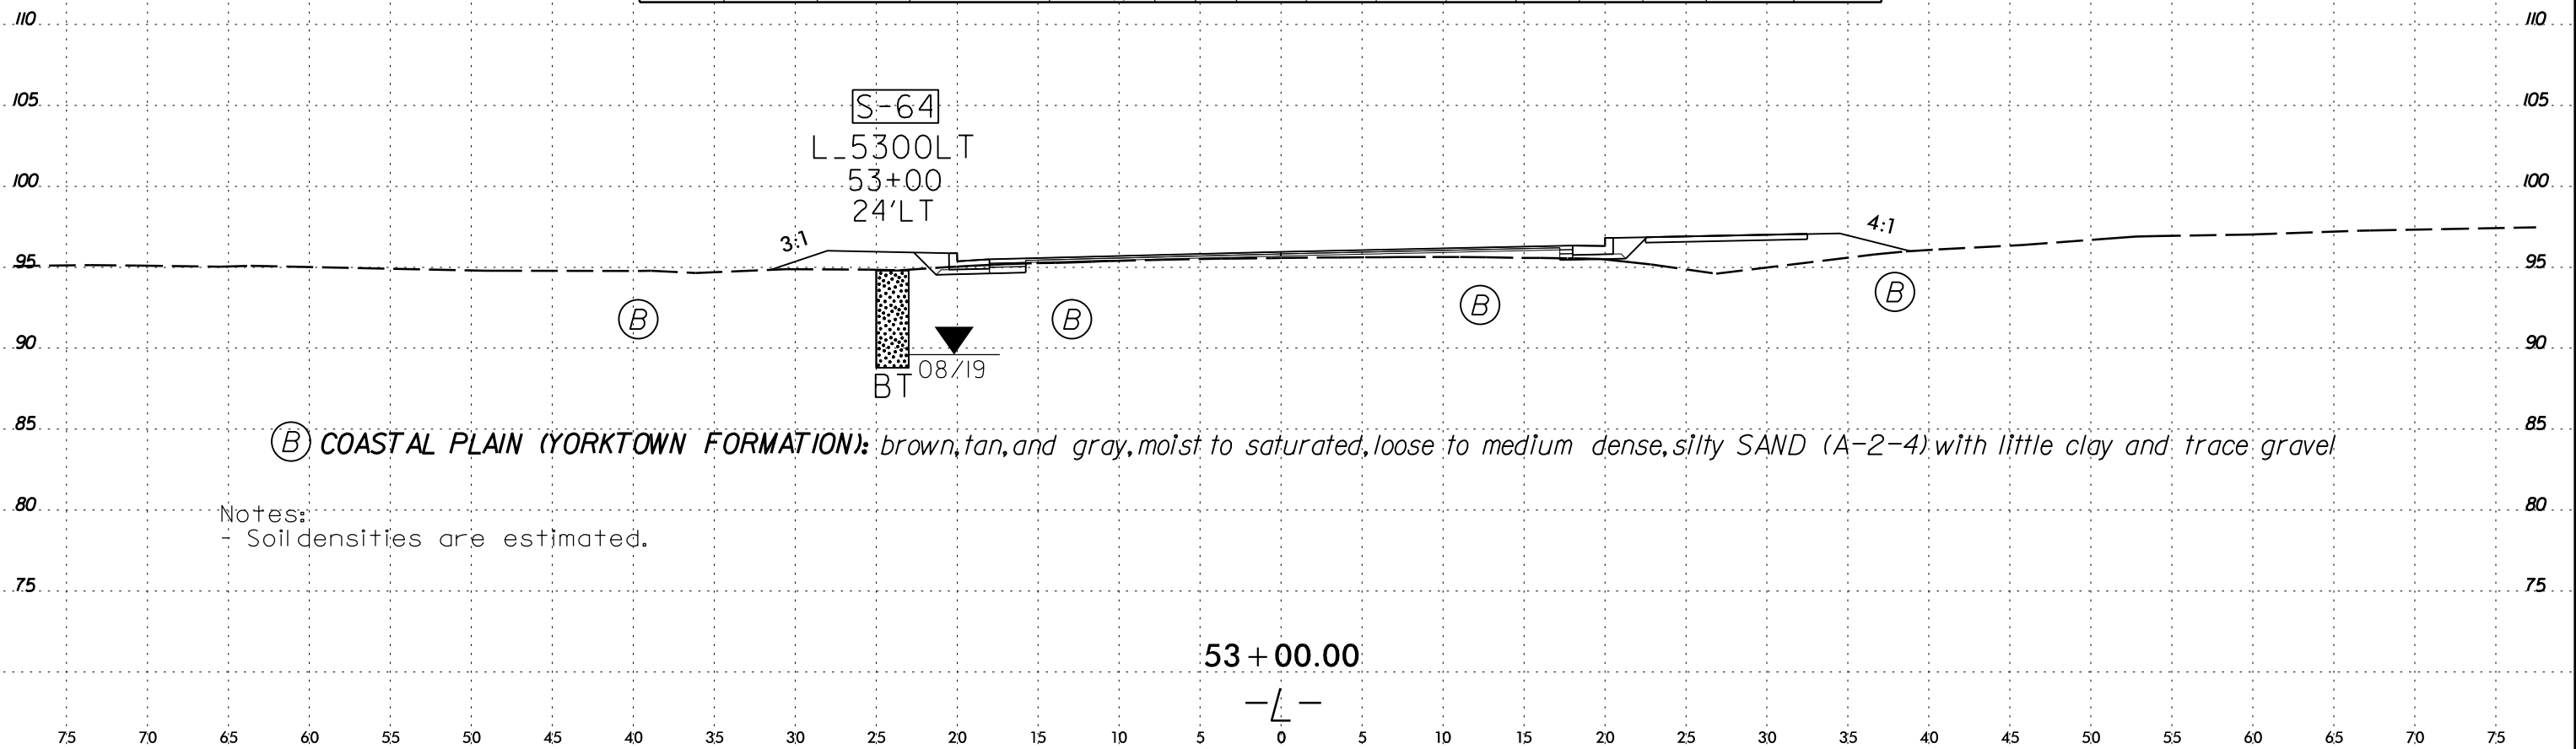 110 110
105 105
S-64
L_5300LT
53+00
100 100
24'LT
3:1 4:1
95 95
B B B B
90 90
08/19
BT
85 85
B COASTAL PLAIN (YORKTOWN FORMATION): brown, tan, and gray, moist to saturated, loose to medium dense, silty SAND (A-2-4) with little clay and trace gravel
80 80
Notes:
- Soil densities are estimated.
75 75
53+00.00
-L-
75 70 65 60 55 50 45 40 35 30 25 20 15 10 5 0 5 10 15 20 25 30 35 40 45 50 55 60 65 70 75